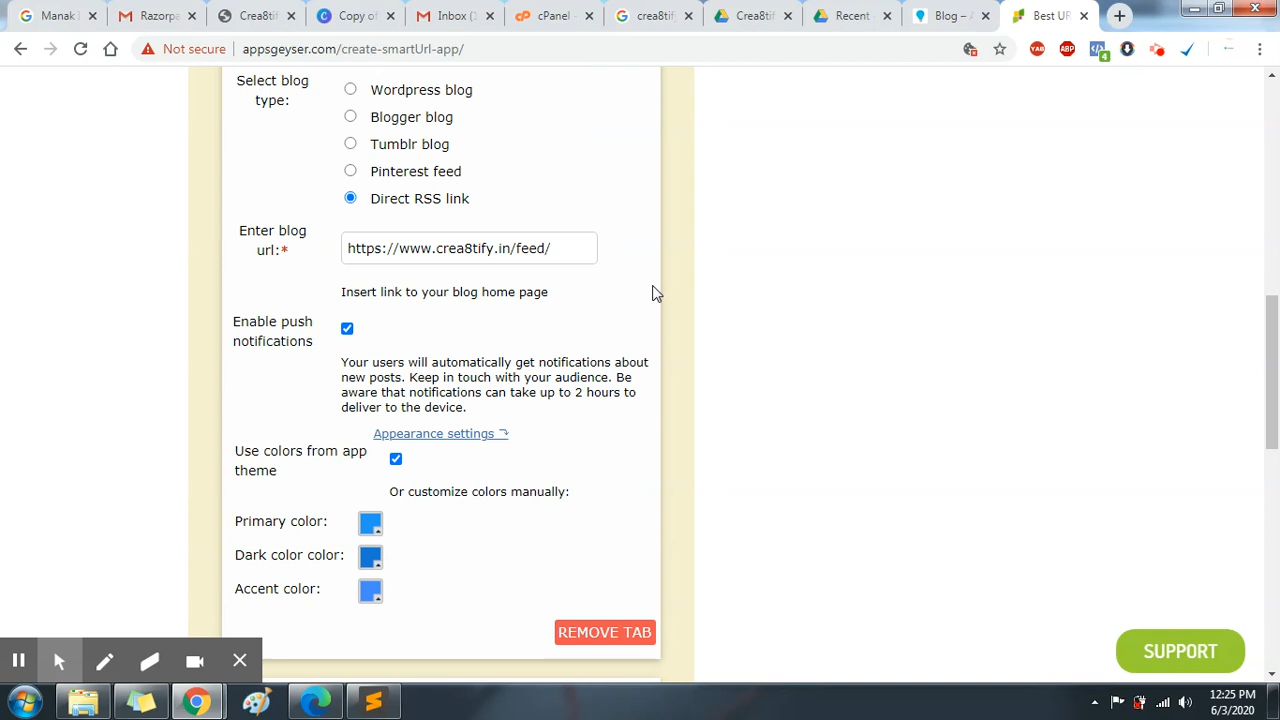 Manak
Razorpa
Crea8tif
Copy of
Inbox (
cPanel
crea8tify
Crea8tif
Recent
Blog – A
Best UR
Not secure
appsgeyser.com/create-smartUrl-app/
YAB
ABP
4
Select blog
type:
Wordpress blog
Blogger blog
Tumblr blog
Pinterest feed
Direct RSS link
Enter blog
url:*
https://www.crea8tify.in/feed/
Insert link to your blog home page
Enable push
notifications
Your users will automatically get notifications about
new posts. Keep in touch with your audience. Be
aware that notifications can take up to 2 hours to
deliver to the device.
Appearance settings
Use colors from app
theme
Or customize colors manually:
Primary color:
Dark color color:
Accent color:
REMOVE TAB
SUPPORT
12:25 PM
6/3/2020